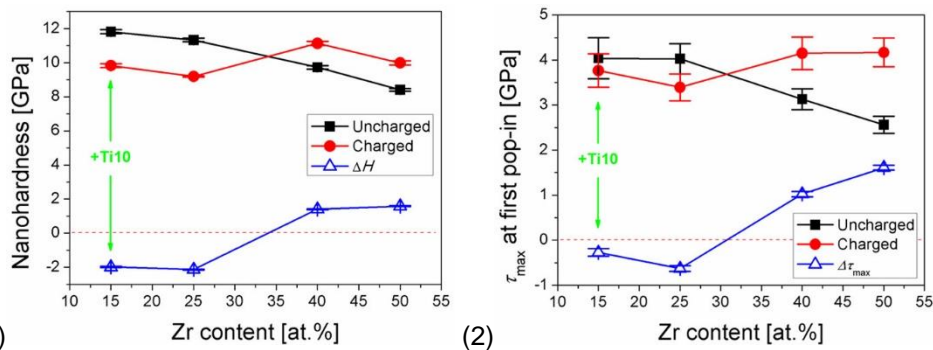 Nanohardness [GPa]
12
10
8
6
4
2
0
-2
+Ti10
Uncharged
Charged
ΔH
10 15 20 25 30 35 40 45 50 55
Zr content [at.%]
)
τmax at first pop-in [GPa]
5
4
3
2
1
0
-1
+Ti10
Uncharged
Charged
Δτmax
10 15 20 25 30 35 40 45 50 55
Zr content [at.%]
(2)